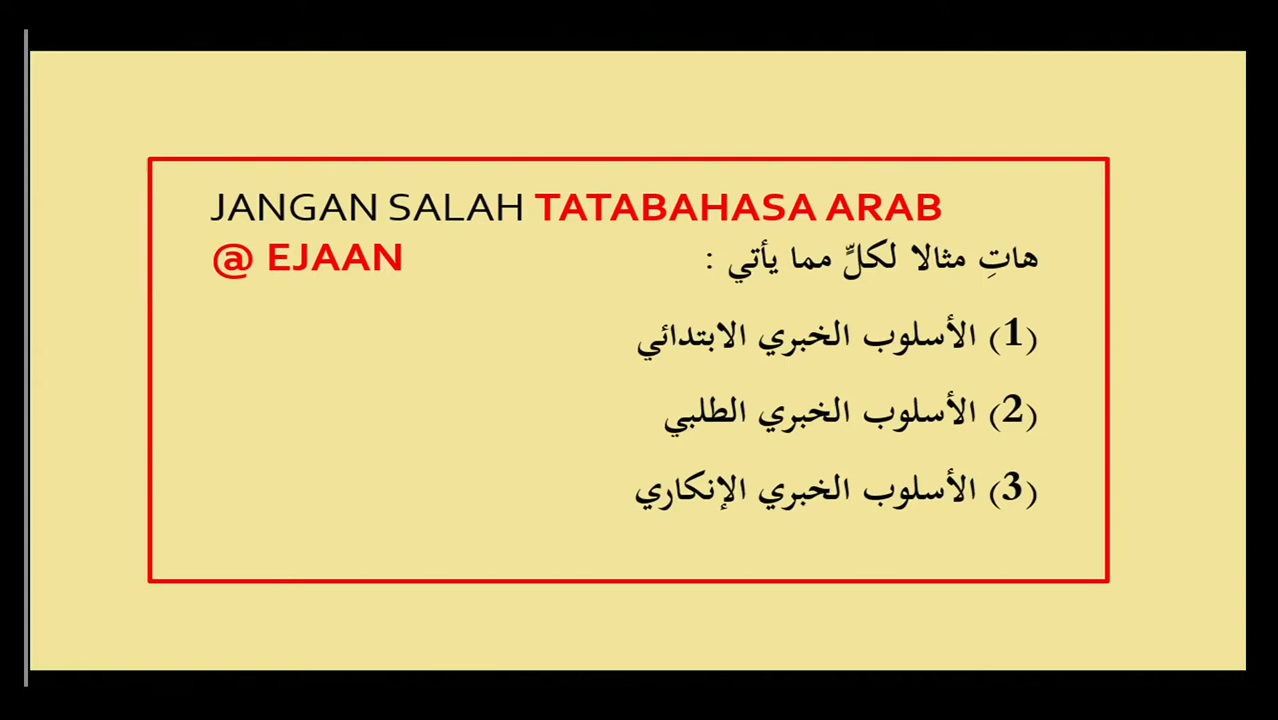 JANGAN SALAH TATABAHASA ARAB
@ EJAAN
هاتِ مثالا لكلٍّ مما يأتي :
(1) الأسلوب الخبري الابتدائي
(2) الأسلوب الخبري الطلبي
(3) الأسلوب الخبري الإنكاري